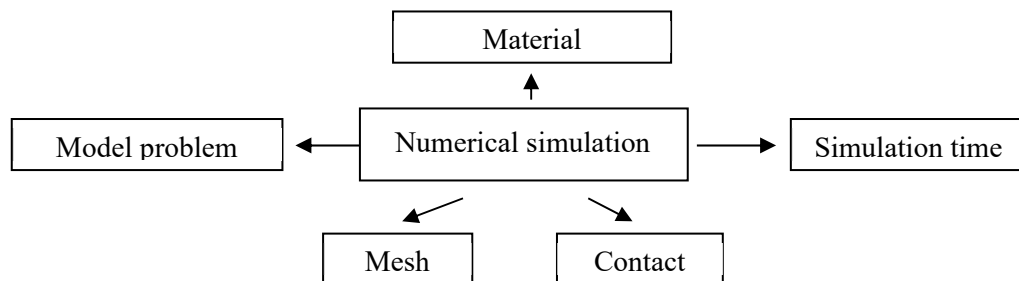 Material
Model problem
Numerical simulation
Simulation time
Mesh
Contact